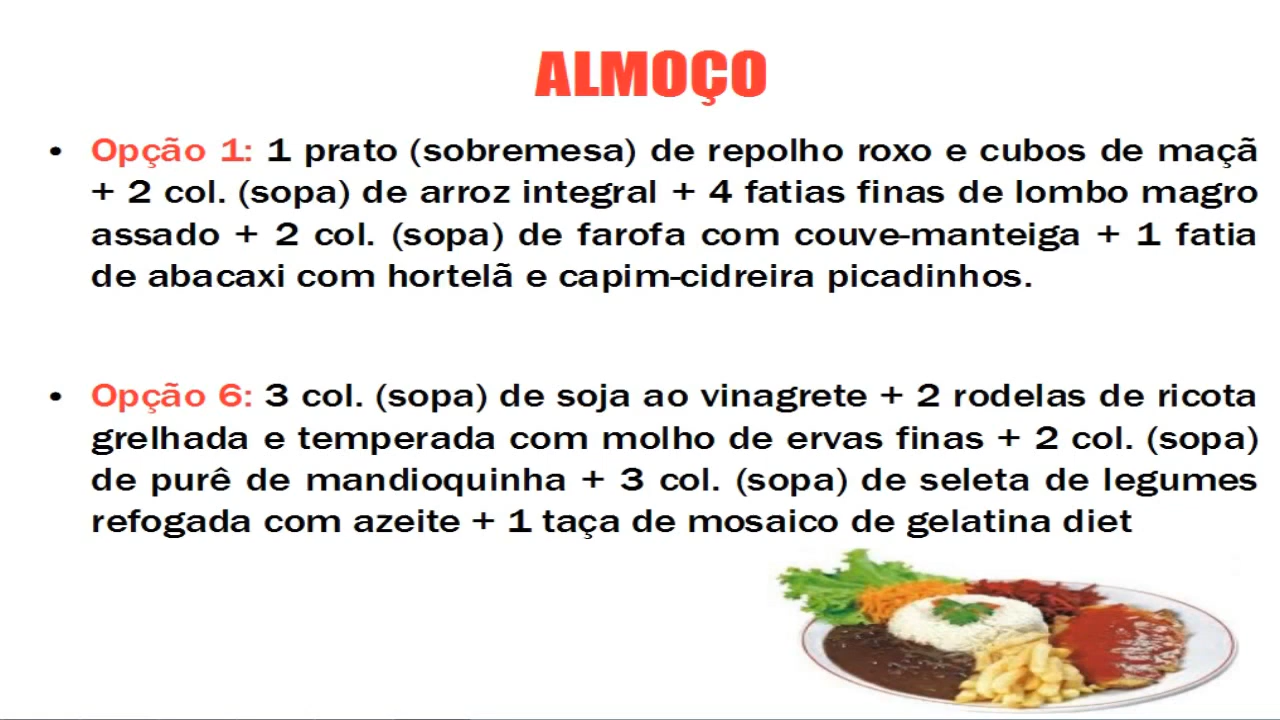 ALMOÇO
• Opção 1: 1 prato (sobremesa) de repolho roxo e cubos de maçã
+ 2 col. (sopa) de arroz integral + 4 fatias finas de lombo magro
assado + 2 col. (sopa) de farofa com couve-manteiga + 1 fatia
de abacaxi com hortelã e capim-cidreira picadinhos.
• Opção 6: 3 col. (sopa) de soja ao vinagrete + 2 rodelas de ricota
grelhada e temperada com molho de ervas finas + 2 col. (sopa)
de purê de mandioquinha + 3 col. (sopa) de seleta de legumes
refogada com azeite + 1 taça de mosaico de gelatina diet